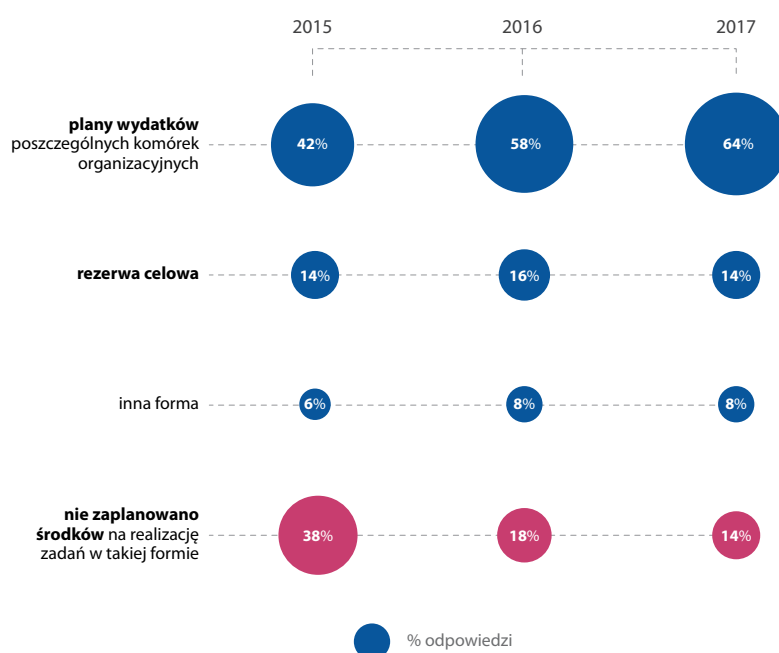 2015 2016 2017
plany wydatków
poszczególnych komórek
organizacyjnych
42% 58% 64%
rezerwa celowa
14% 16% 14%
inna forma
6% 8% 8%
nie zaplanowano
środków na realizację
zadań w takiej formie
38% 18% 14%
% odpowiedzi